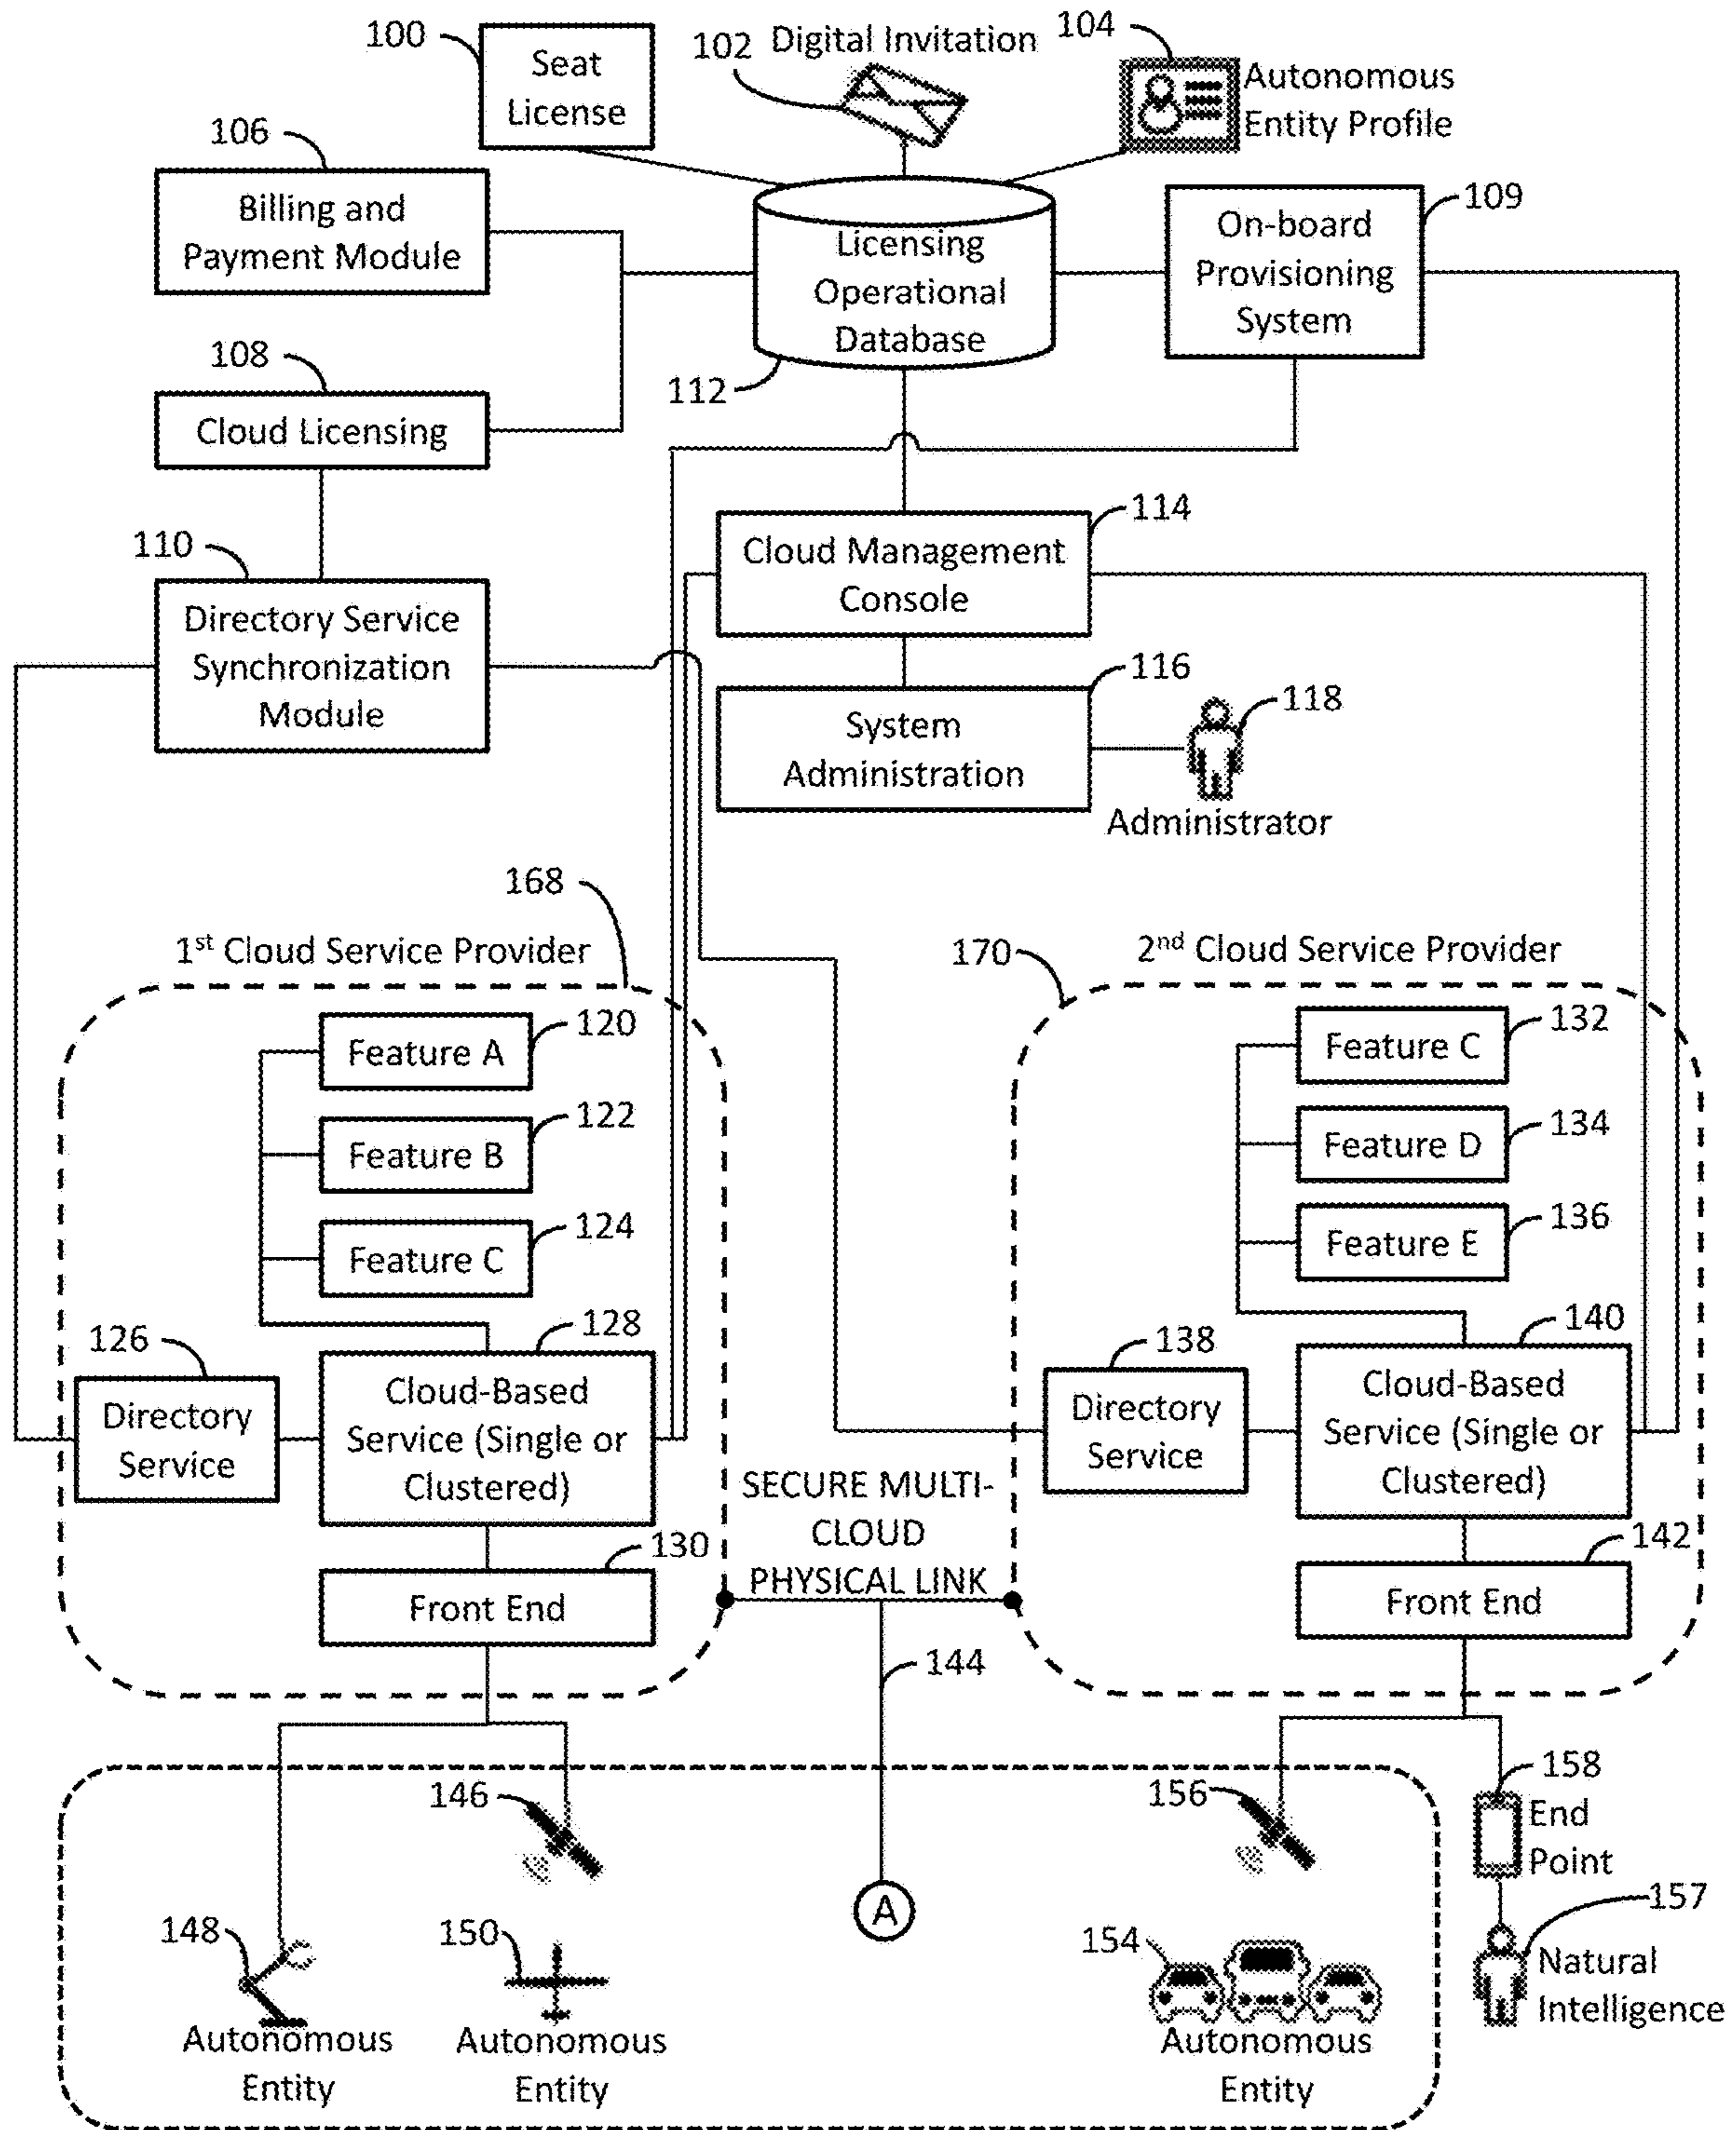 100
Seat
License
102
Digital Invitation
104
Autonomous
Entity Profile
106
Billing and
Payment Module
Licensing
Operational
Database
112
On-board
Provisioning
System
109
108
Cloud Licensing
110
Directory Service
Synchronization
Module
114
Cloud Management
Console
116
System
Administration
118
Administrator
168
1st Cloud Service Provider
170
2nd Cloud Service Provider
Feature A
120
Feature B
122
Feature C
124
126
Directory
Service
128
Cloud-Based
Service (Single or
Clustered)
130
Front End
SECURE MULTI-
CLOUD
PHYSICAL LINK
144
Feature C
132
Feature D
134
Feature E
136
138
Directory
Service
140
Cloud-Based
Service (Single or
Clustered)
142
Front End
146
148
Autonomous
Entity
150
Autonomous
Entity
A
156
154
Autonomous
Entity
158
End
Point
157
Natural
Intelligence